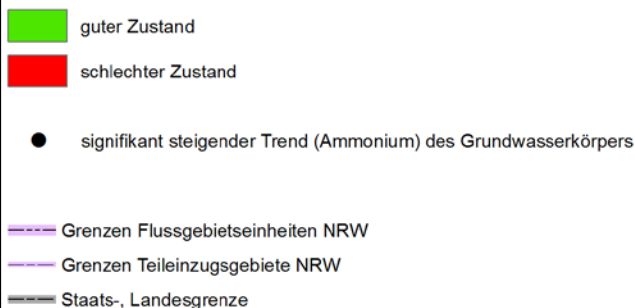 guter Zustand
schlechter Zustand
signifikant steigender Trend (Ammonium) des Grundwasserkörpers
Grenzen Flussgebietseinheiten NRW
Grenzen Teileinzugsgebiete NRW
Staats-, Landesgrenze